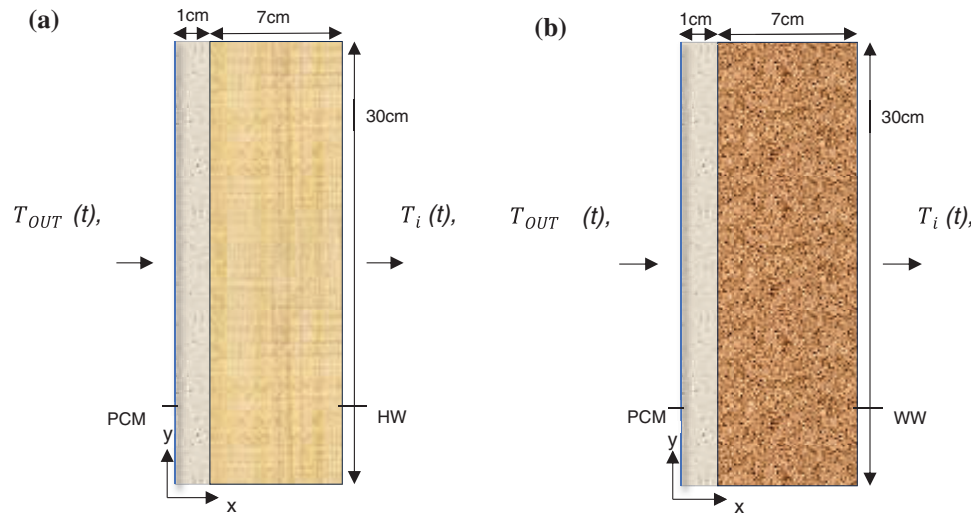 (a)
1cm
7cm
30cm
T_OUT (t),
T_i (t),
PCM
HW
y
x
(b)
1cm
7cm
30cm
T_OUT (t),
T_i (t),
PCM
WW
y
x